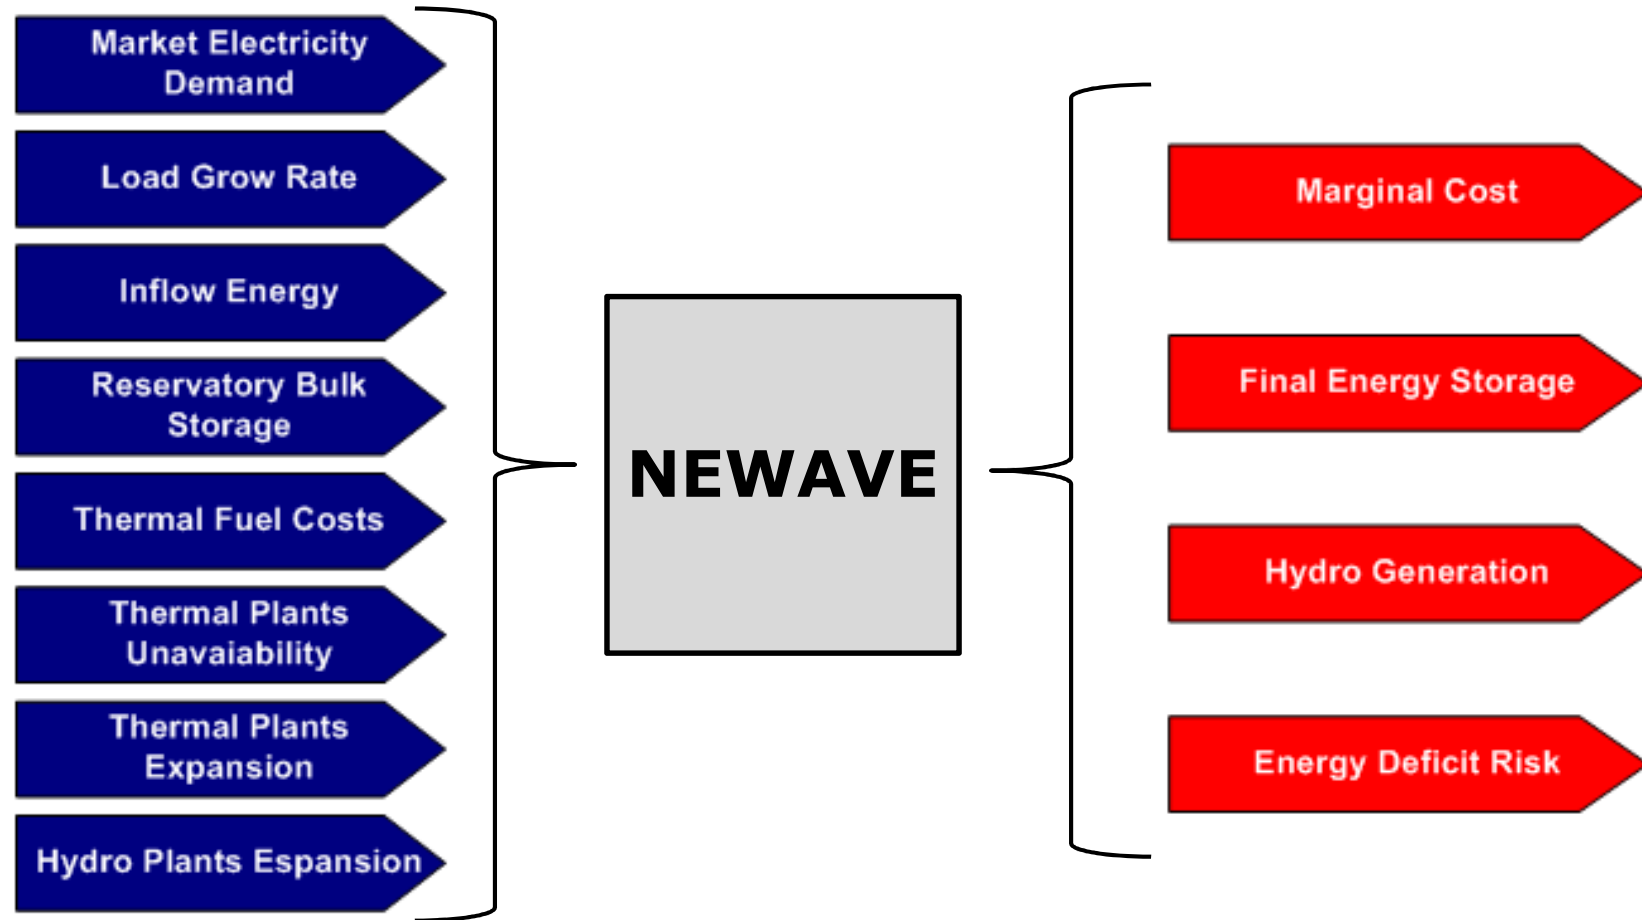 Market Electricity
Demand
Load Grow Rate
Inflow Energy
Reservatory Bulk
Storage
Thermal Fuel Costs
Thermal Plants
Unavaiability
Thermal Plants
Expansion
Hydro Plants Espansion
NEWAVE
Marginal Cost
Final Energy Storage
Hydro Generation
Energy Deficit Risk